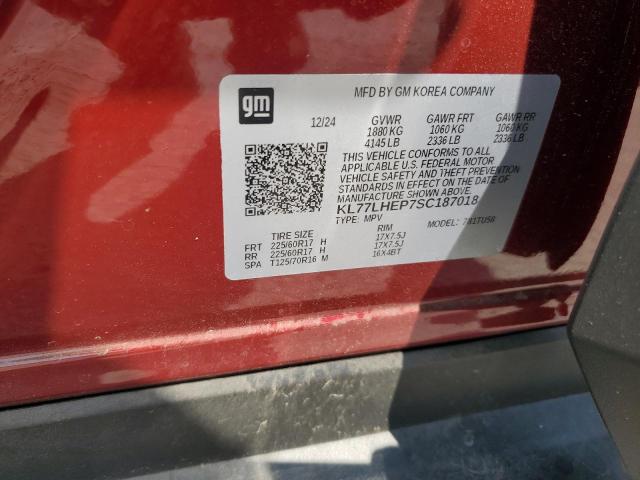 gm
MFD BY GM KOREA COMPANY
12/24 GVWR GAWR FRT GAWR RR
1880 KG 1060 KG 1060 KG
4145 LB 2336 LB 2336 LB
THIS VEHICLE CONFORMS TO ALL
APPLICABLE U.S. FEDERAL MOTOR
VEHICLE SAFETY AND THEFT PREVENTION
STANDARDS IN EFFECT ON THE DATE OF
MANUFACTURE SHOWN ABOVE.
KL77LHEP7SC187018
TYPE: MPV MODEL:
TIRE SIZE RIM
FRT 225/60R17 H 17X7.5J
RR 225/60R17 H 17X7.5J
SPA T125/70R16 M 16X4BT